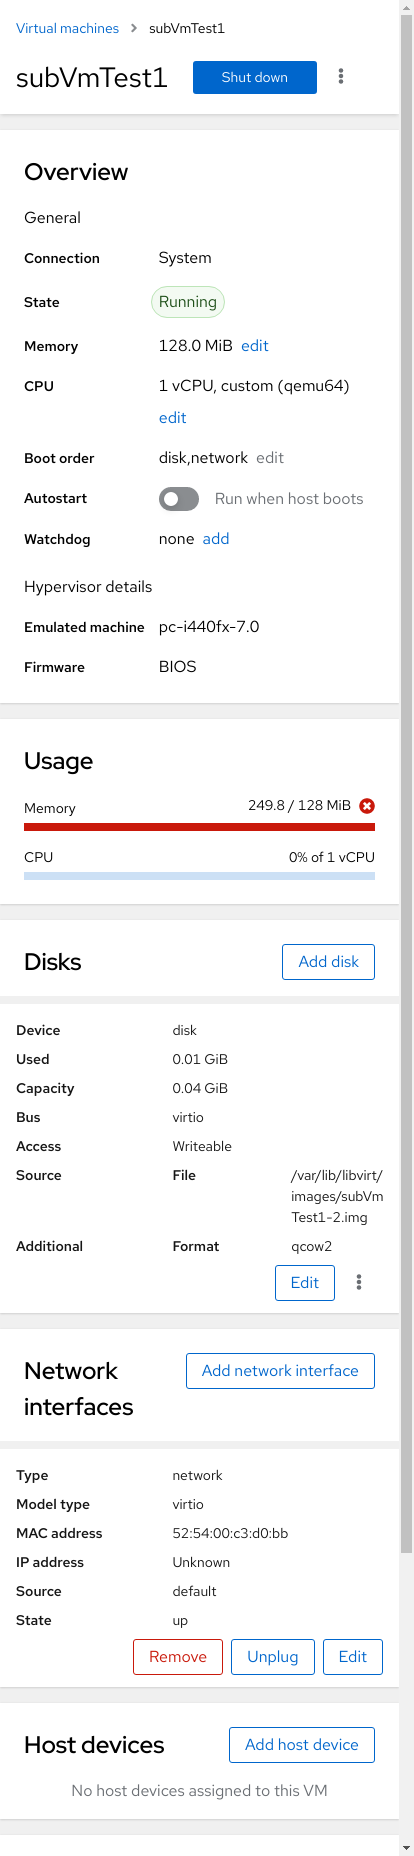 Virtual machines > subVmTest1
subVmTest1 Shut down
Overview
General
Connection System
State Running
Memory 128.0 MiB edit
CPU 1 vCPU, custom (qemu64)
edit
Boot order disk,network edit
Autostart Run when host boots
Watchdog none add
Hypervisor details
Emulated machine pc-i440fx-7.0
Firmware BIOS
Usage
Memory 249.8 / 128 MiB
CPU 0% of 1 vCPU
Disks Add disk
Device disk
Used 0.01 GiB
Capacity 0.04 GiB
Bus virtio
Access Writeable
Source File /var/lib/libvirt/
images/subVm
Test1-2.img
Additional Format qcow2
Edit
Network Add network interface
interfaces
Type network
Model type virtio
MAC address 52:54:00:c3:d0:bb
IP address Unknown
Source default
State up
Remove Unplug Edit
Host devices Add host device
No host devices assigned to this VM